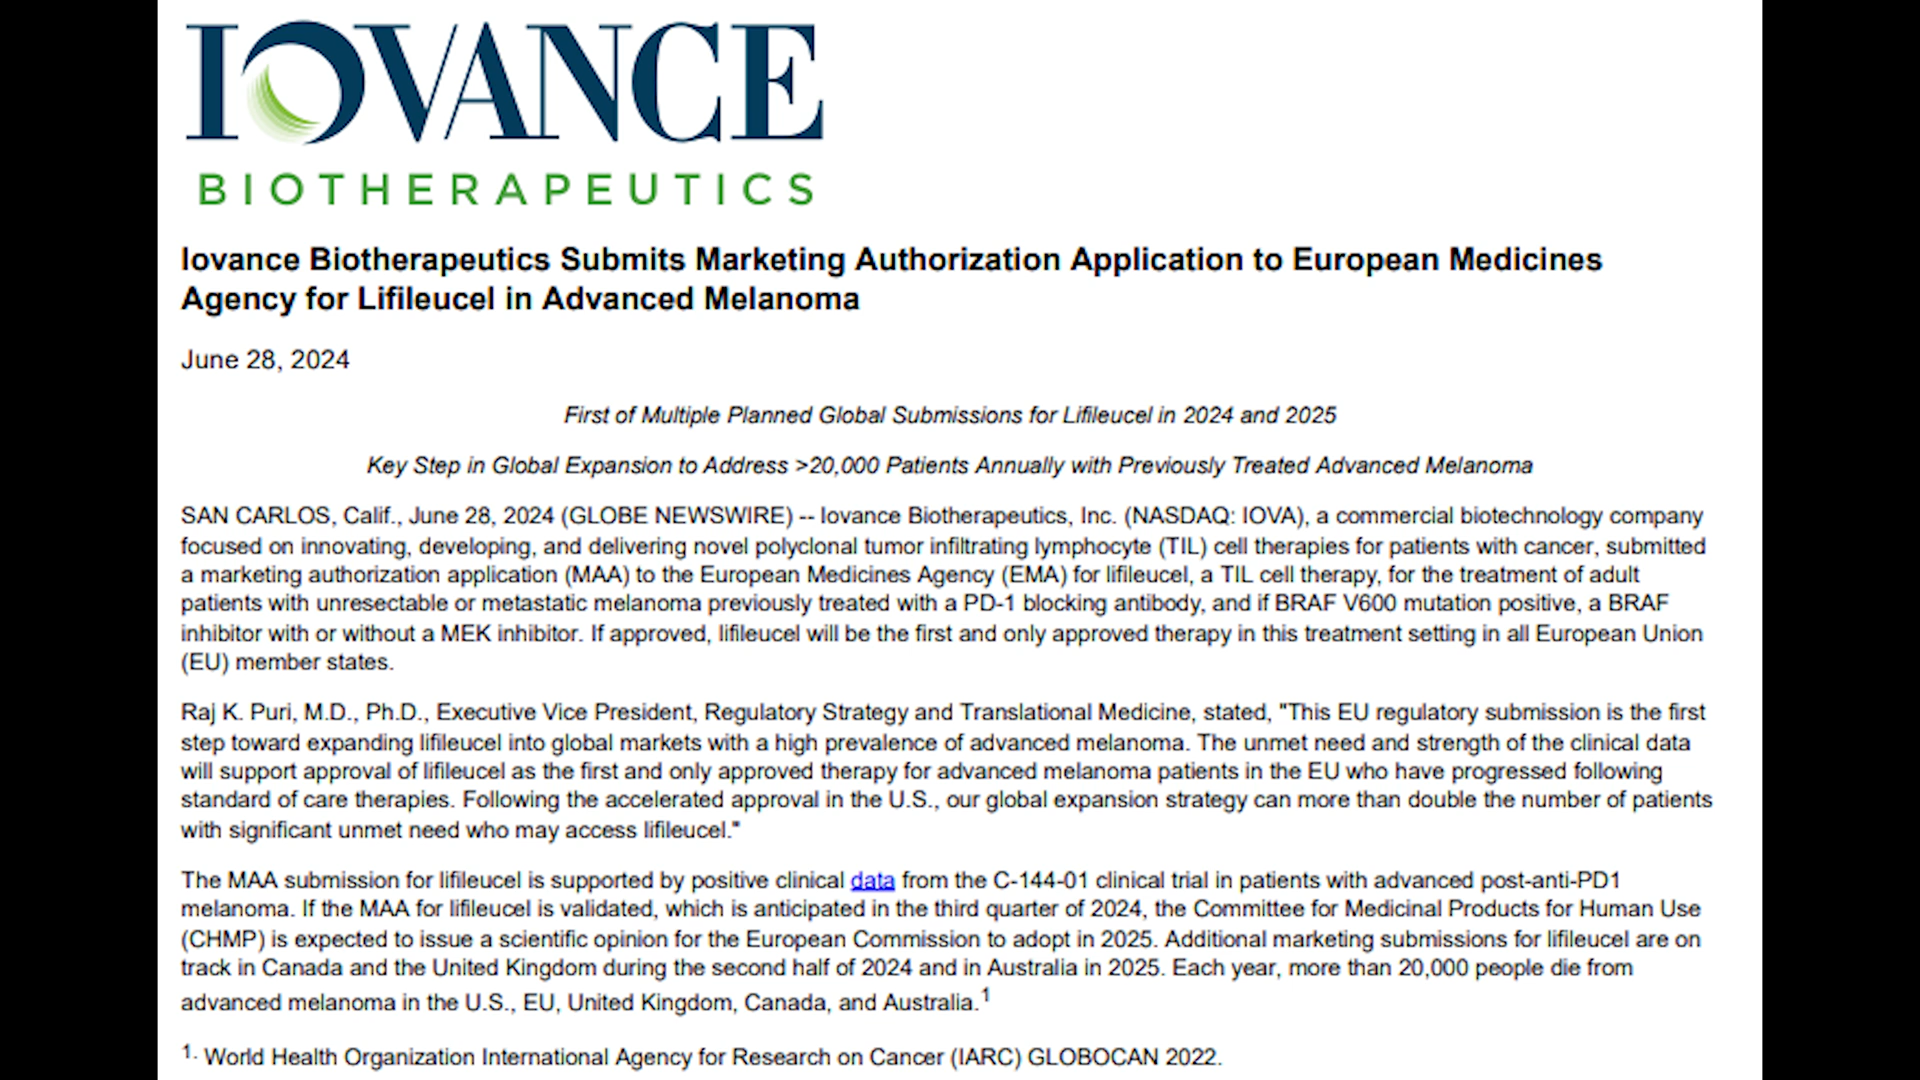 IOVANCE
BIOTHERAPEUTICS
Iovance Biotherapeutics Submits Marketing Authorization Application to European Medicines
Agency for Lifileucel in Advanced Melanoma
June 28, 2024
First of Multiple Planned Global Submissions for Lifileucel in 2024 and 2025
Key Step in Global Expansion to Address >20,000 Patients Annually with Previously Treated Advanced Melanoma
SAN CARLOS, Calif., June 28, 2024 (GLOBE NEWSWIRE) -- Iovance Biotherapeutics, Inc. (NASDAQ: IOVA), a commercial biotechnology company
focused on innovating, developing, and delivering novel polyclonal tumor infiltrating lymphocyte (TIL) cell therapies for patients with cancer, submitted
a marketing authorization application (MAA) to the European Medicines Agency (EMA) for lifileucel, a TIL cell therapy, for the treatment of adult
patients with unresectable or metastatic melanoma previously treated with a PD-1 blocking antibody, and if BRAF V600 mutation positive, a BRAF
inhibitor with or without a MEK inhibitor. If approved, lifileucel will be the first and only approved therapy in this treatment setting in all European Union
(EU) member states.
Raj K. Puri, M.D., Ph.D., Executive Vice President, Regulatory Strategy and Translational Medicine, stated, "This EU regulatory submission is the first
step toward expanding lifileucel into global markets with a high prevalence of advanced melanoma. The unmet need and strength of the clinical data
will support approval of lifileucel as the first and only approved therapy for advanced melanoma patients in the EU who have progressed following
standard of care therapies. Following the accelerated approval in the U.S., our global expansion strategy can more than double the number of patients
with significant unmet need who may access lifileucel."
The MAA submission for lifileucel is supported by positive clinical data from the C-144-01 clinical trial in patients with advanced post-anti-PD1
melanoma. If the MAA for lifileucel is validated, which is anticipated in the third quarter of 2024, the Committee for Medicinal Products for Human Use
(CHMP) is expected to issue a scientific opinion for the European Commission to adopt in 2025. Additional marketing submissions for lifileucel are on
track in Canada and the United Kingdom during the second half of 2024 and in Australia in 2025. Each year, more than 20,000 people die from
advanced melanoma in the U.S., EU, United Kingdom, Canada, and Australia.1
1. World Health Organization International Agency for Research on Cancer (IARC) GLOBOCAN 2022.